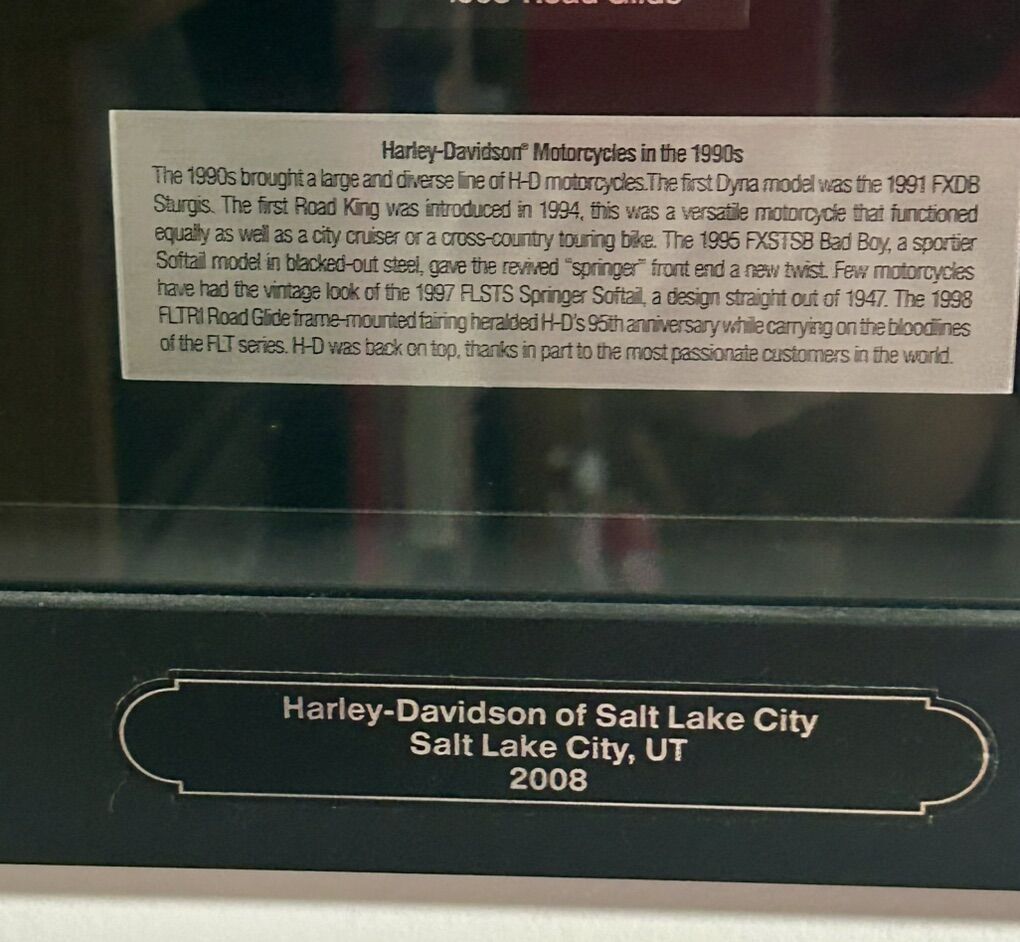 Road Glide
Harley-Davidson® Motorcycles in the 1990s
The 1990s brought a large and diverse line of H-D motorcycles.The first Dyna model was the 1991 FXDB
Sturgis. The first Road King was introduced in 1994, this was a versatile motorcycle that functioned
equally as well as a city cruiser or a cross-country touring bike. The 1995 FXSTSB Bad Boy, a sportier
Softail model in blacked-out steel, gave the revived "springer" front end a new twist. Few motorcycles
have had the vintage look of the 1997 FLSTS Springer Softail, a design straight out of 1947. The 1998
FLTRI Road Glide frame-mounted fairing heralded H-D's 95th anniversary while carrying on the bloodlines
of the FLT series. H-D was back on top, thanks in part to the most passionate customers in the world.
Harley-Davidson of Salt Lake City
Salt Lake City, UT
2008